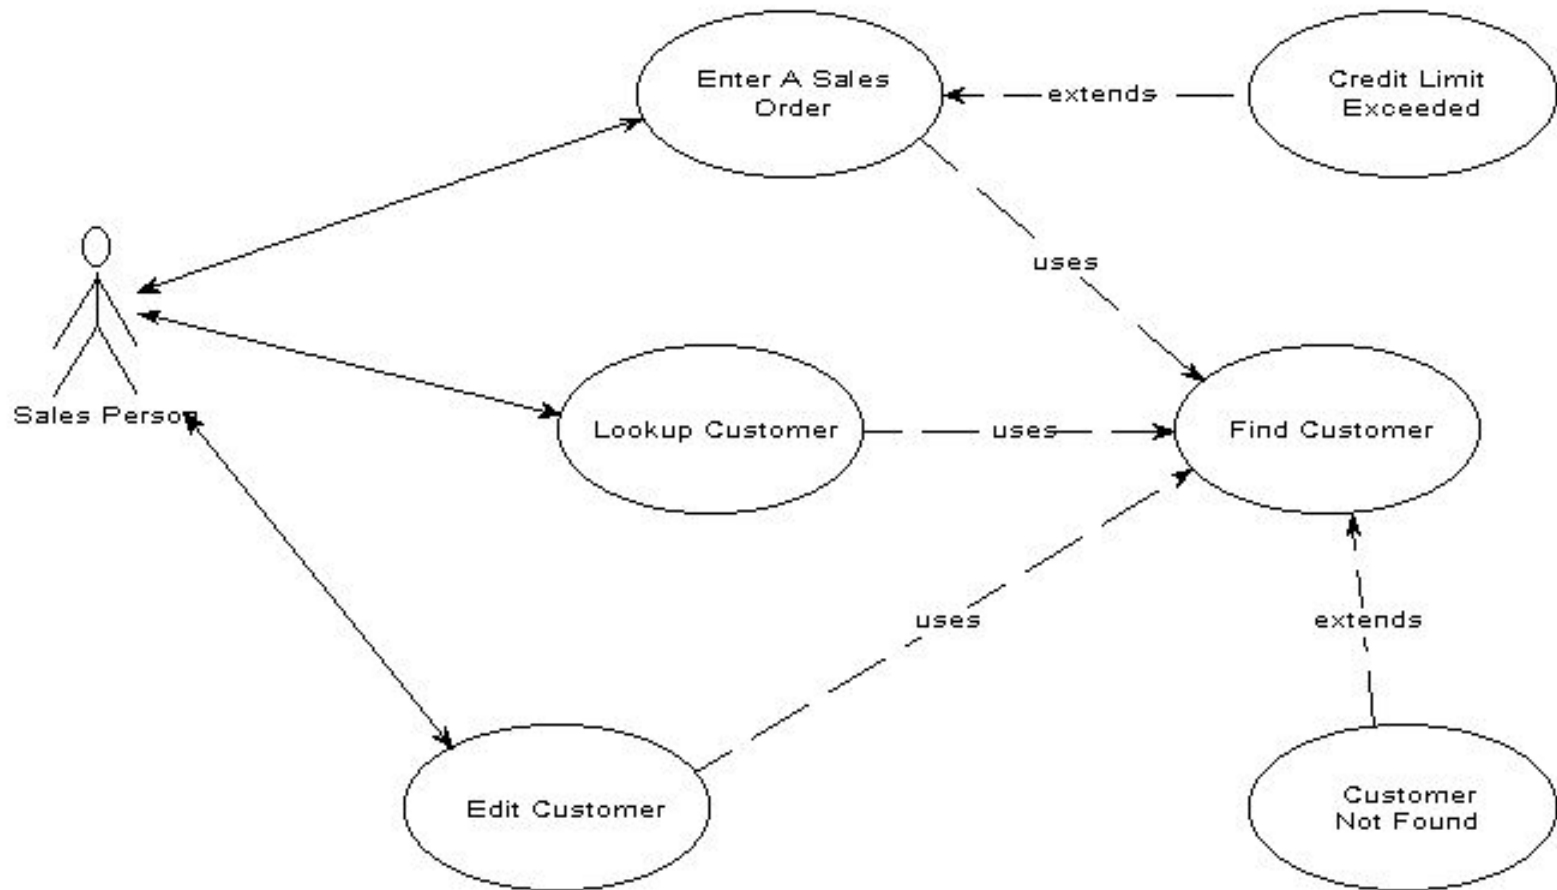 Enter A Sales
Order
extends
Credit Limit
Exceeded
uses
Sales Person
Lookup Customer
uses
Find Customer
uses
extends
Edit Customer
Customer
Not Found